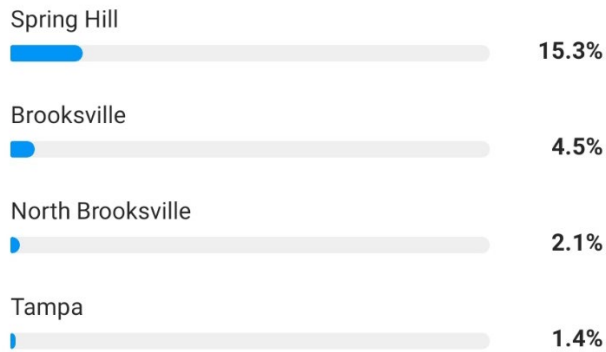 Spring Hill
15.3%
Brooksville
4.5%
North Brooksville
2.1%
Tampa
1.4%